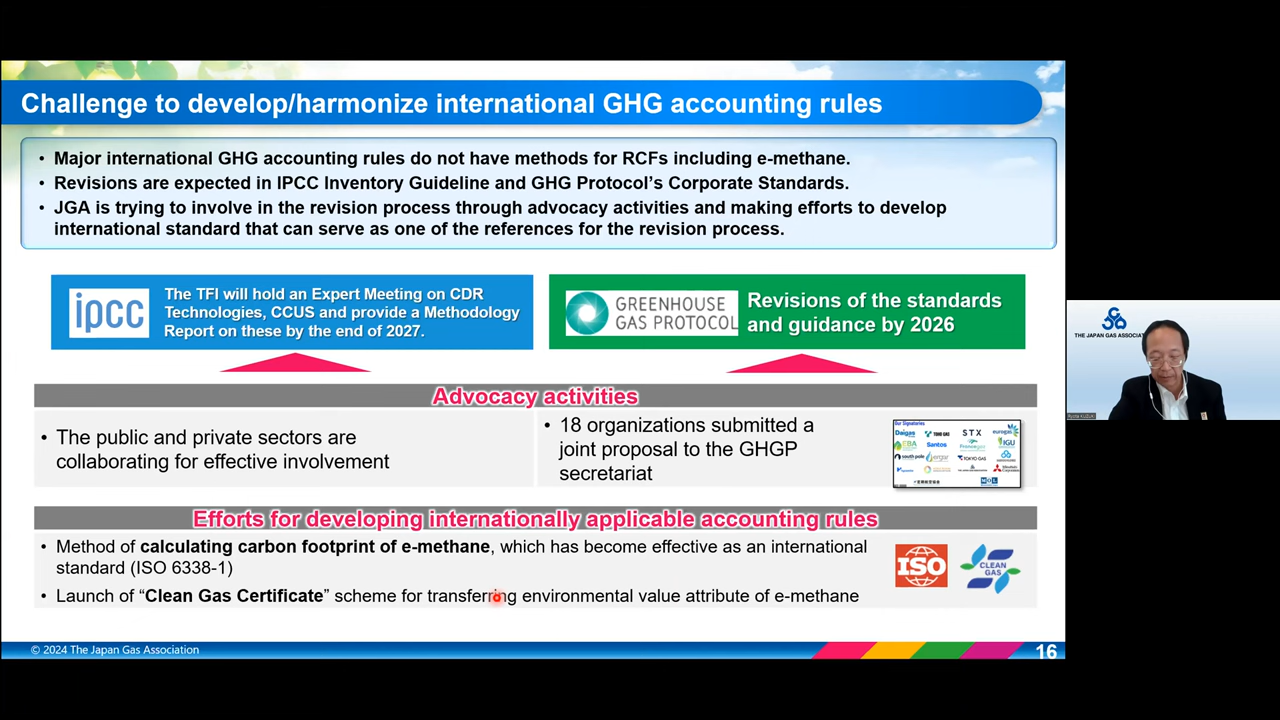 Challenge to develop/harmonize international GHG accounting rules
• Major international GHG accounting rules do not have methods for RCFs including e-methane.
• Revisions are expected in IPCC Inventory Guideline and GHG Protocol's Corporate Standards.
• JGA is trying to involve in the revision process through advocacy activities and making efforts to develop
international standard that can serve as one of the references for the revision process.
ipcc
The TFI will hold an Expert Meeting on CDR
Technologies, CCUS and provide a Methodology
Report on these by the end of 2027.
GREENHOUSE
GAS PROTOCOL
Revisions of the standards
and guidance by 2026
Advocacy activities
• The public and private sectors are
collaborating for effective involvement
• 18 organizations submitted a
joint proposal to the GHGP
secretariat
Our Signatories
Daigas
TOHO GAS
STX
eurogas
EBA
Santos
IGU
south pole
ergar
TOKYO GAS
Mitsubishi
Corporation
MOL
Efforts for developing internationally applicable accounting rules
• Method of calculating carbon footprint of e-methane, which has become effective as an international
standard (ISO 6338-1)
• Launch of "Clean Gas Certificate" scheme for transferring environmental value attribute of e-methane
ISO
CLEAN
GAS
© 2024 The Japan Gas Association
16
THE JAPAN GAS ASSOCIAT